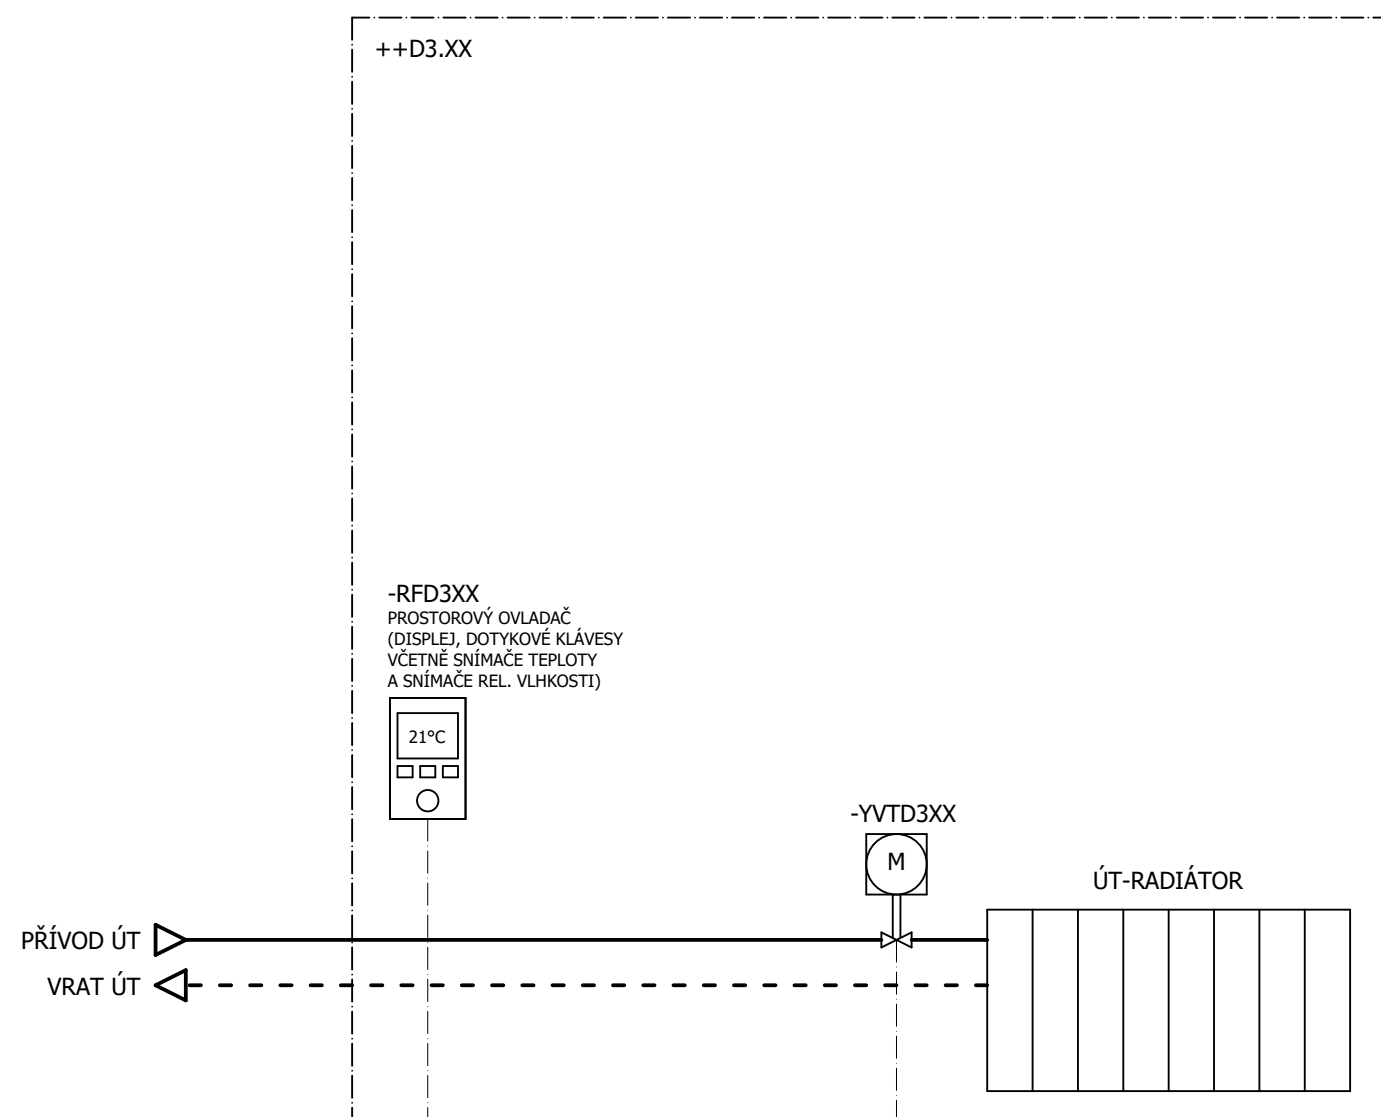 ++D3.XX
-RFD3XX
PROSTOROVÝ OVLADAČ
(DISPLEJ, DOTYKOVÉ KLÁVESY
VČETNĚ SNÍMAČE TEPLOTY
A SNÍMAČE REL. VLHKOSTI)
21°C
-YVTD3XX
M
ÚT-RADIÁTOR
PŘÍVOD ÚT
VRAT ÚT